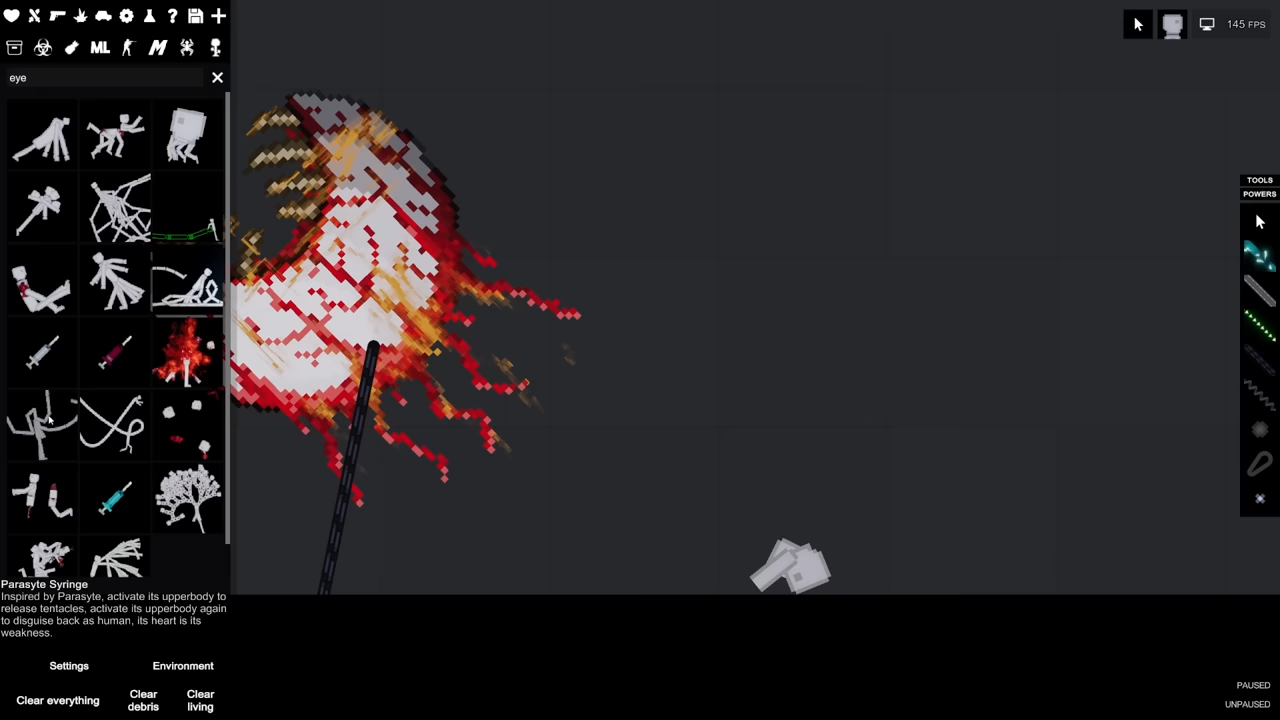 ML
145 FPS
eye
TOOLS
POWERS
Parasyte Syringe
Inspired by Parasyte, activate its upperbody to
release tentacles, activate its upperbody again
to disguise back as human, its heart is its
weakness.
Settings
Environment
Clear everything
Clear
debris
Clear
living
PAUSED
UNPAUSED